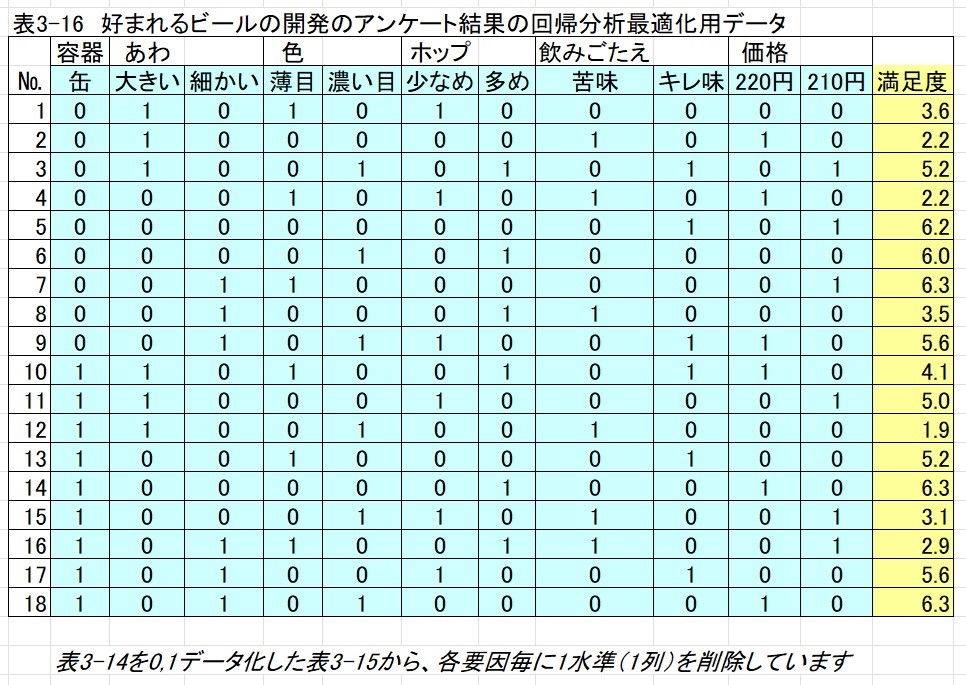 表3-16 好まれるビールの開発のアンケート結果の回帰分析最適化用データ
容器 あわ 色 ホップ 飲みごたえ 価格
No. 缶 大きい 細かい 薄目 濃い目 少なめ 多め 苦味 キレ味 220円 210円 満足度
1 0 1 0 1 0 1 0 0 0 0 0 3.6
2 0 1 0 0 0 0 0 1 0 1 0 2.2
3 0 1 0 0 1 0 1 0 1 0 1 5.2
4 0 0 0 1 0 1 0 1 0 1 0 2.2
5 0 0 0 0 0 0 0 0 1 0 1 6.2
6 0 0 0 0 1 0 1 0 0 0 0 6.0
7 0 0 1 1 0 0 0 0 0 0 1 6.3
8 0 0 1 0 0 0 1 1 0 0 0 3.5
9 0 0 1 0 1 1 0 0 1 1 0 5.6
10 1 1 0 1 0 0 1 0 1 1 0 4.1
11 1 1 0 0 0 1 0 0 0 0 1 5.0
12 1 1 0 0 1 0 0 1 0 0 0 1.9
13 1 0 0 1 0 0 0 0 1 0 0 5.2
14 1 0 0 0 0 0 1 0 0 1 0 6.3
15 1 0 0 0 1 1 0 1 0 0 1 3.1
16 1 0 1 1 0 0 1 1 0 0 1 2.9
17 1 0 1 0 0 1 0 0 1 0 0 5.6
18 1 0 1 0 1 0 0 0 0 1 0 6.3
表3-14を0,1データ化した表3-15から、各要因毎に1水準(1列)を削除しています